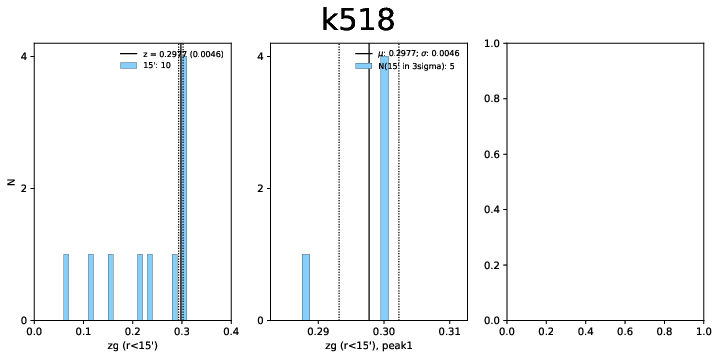 k518
z = 0.2977 (0.0046)
15': 10
N
4
2
0
0.0 0.1 0.2 0.3 0.4
zg (r<15')
μ: 0.2977; σ: 0.0046
N(15' in 3sigma): 5
4
2
0
0.29 0.30 0.31
zg (r<15'), peak1
1.0
0.8
0.6
0.4
0.2
0.0
0.0 0.2 0.4 0.6 0.8 1.0